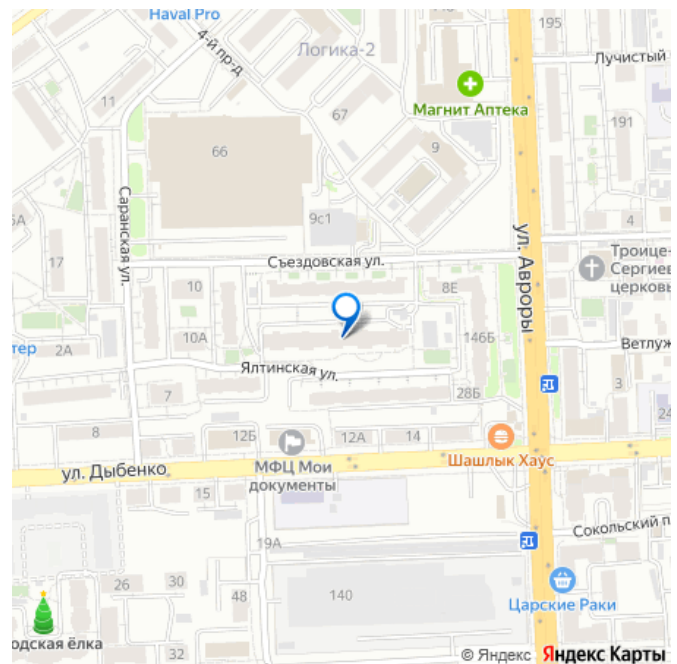 Haval Pro
4-й пр-д
Логика-2
195
Лучистый
11
67
Магнит Аптека
66
9
191
Саранская ул.
5А
9с1
4
ул. Авроры
Съездовская ул.
Троице-
Сергиев
церковь
17
10
8Е
10А
146Б
тер
2А
Ветлуж
Ялтинская ул.
7
28Б
3
24
8
12Б
12А
14
Шашлык Хаус
ул. Дыбенко
МФЦ Мои
документы
15
Сокольский п
19А
26
30
48
140
Царские Раки
одская ёлка
32
© Яндекс Яндекс Карты